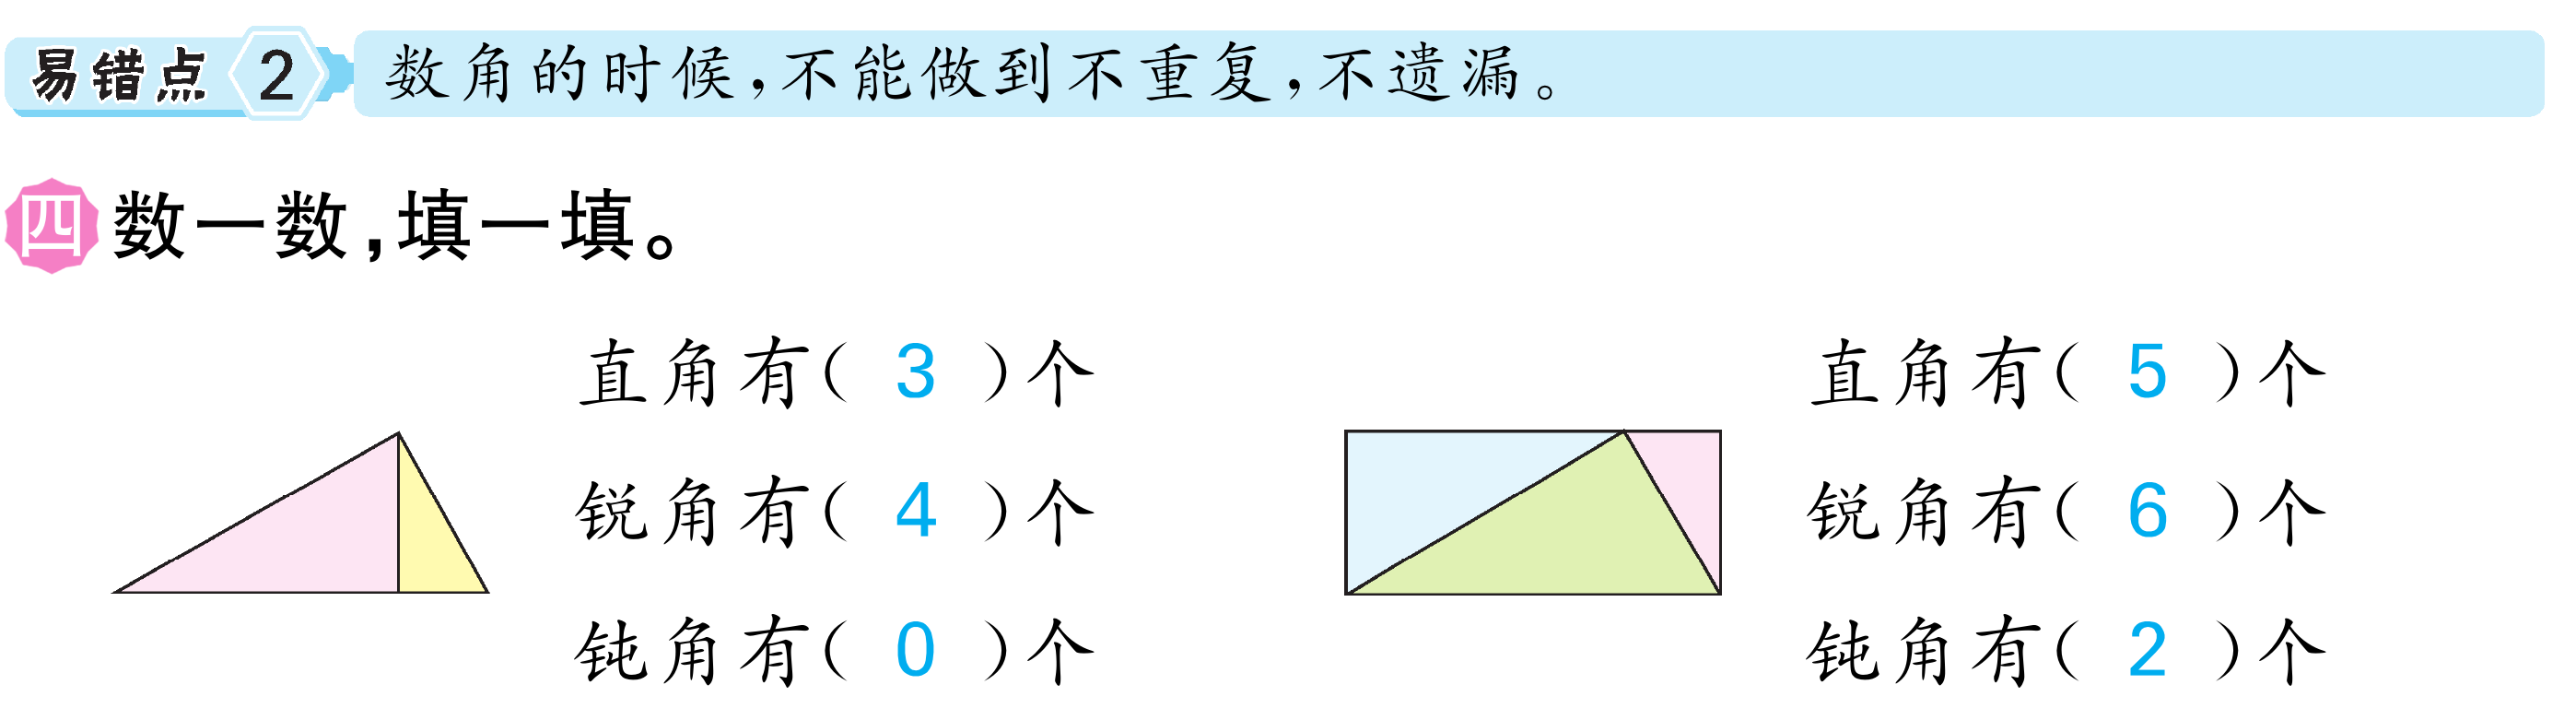 易错点 2 数角的时候,不能做到不重复,不遗漏。
四 数一数,填一填。
直角有( 3 )个
锐角有( 4 )个
钝角有( 0 )个
直角有( 5 )个
锐角有( 6 )个
钝角有( 2 )个